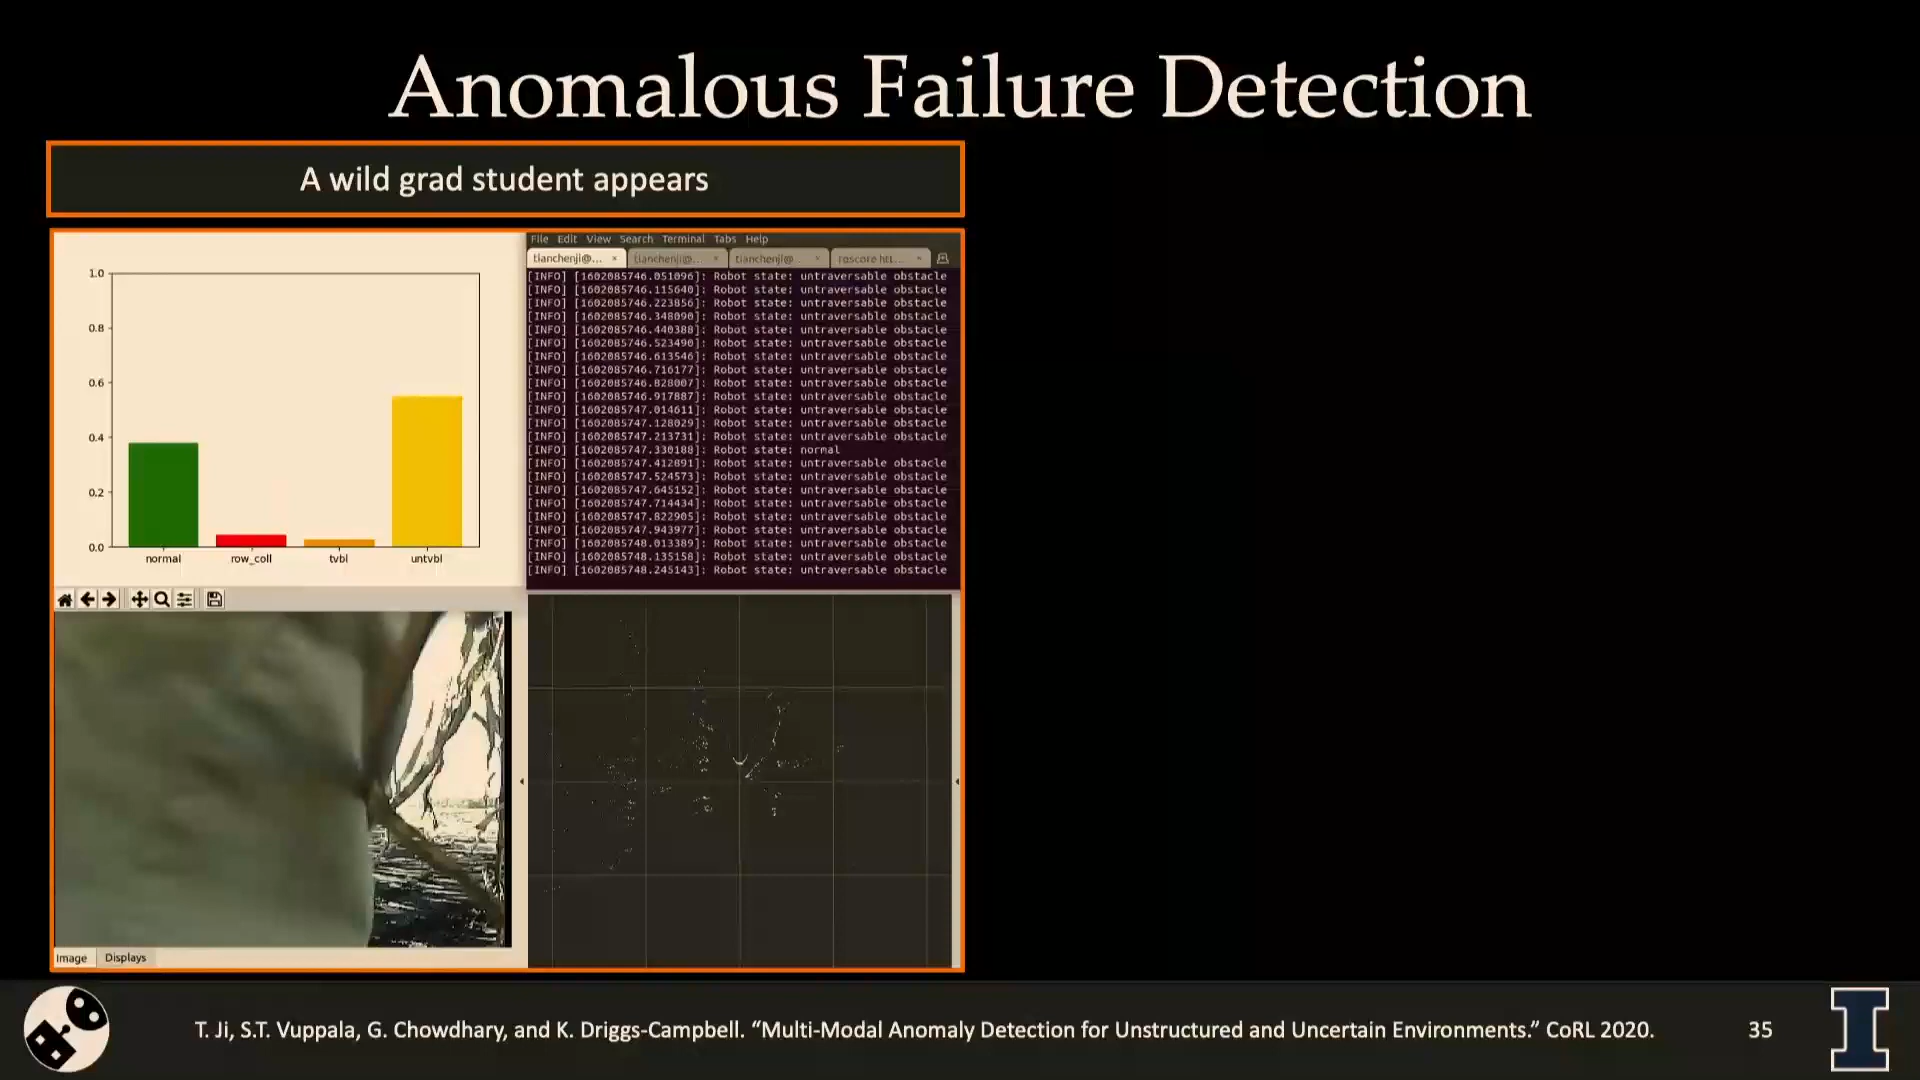 Anomalous Failure Detection
A wild grad student appears
1.0
0.8
0.6
0.4
0.2
0.0
normal row_coll tvbl untvbl
File Edit View Search Terminal Tabs Help
tianchenji@... × tianchenji@... × tianchenji@... × roscore htt... ×
[INFO] [1602085746.051096]: Robot state: untraversable obstacle
[INFO] [1602085746.115640]: Robot state: untraversable obstacle
[INFO] [1602085746.223856]: Robot state: untraversable obstacle
[INFO] [1602085746.348090]: Robot state: untraversable obstacle
[INFO] [1602085746.440388]: Robot state: untraversable obstacle
[INFO] [1602085746.523490]: Robot state: untraversable obstacle
[INFO] [1602085746.613546]: Robot state: untraversable obstacle
[INFO] [1602085746.716177]: Robot state: untraversable obstacle
[INFO] [1602085746.828007]: Robot state: untraversable obstacle
[INFO] [1602085746.917887]: Robot state: untraversable obstacle
[INFO] [1602085747.014611]: Robot state: untraversable obstacle
[INFO] [1602085747.128029]: Robot state: untraversable obstacle
[INFO] [1602085747.213731]: Robot state: untraversable obstacle
[INFO] [1602085747.330188]: Robot state: normal
[INFO] [1602085747.412891]: Robot state: untraversable obstacle
[INFO] [1602085747.524573]: Robot state: untraversable obstacle
[INFO] [1602085747.645152]: Robot state: untraversable obstacle
[INFO] [1602085747.714434]: Robot state: untraversable obstacle
[INFO] [1602085747.822905]: Robot state: untraversable obstacle
[INFO] [1602085747.943977]: Robot state: untraversable obstacle
[INFO] [1602085748.013389]: Robot state: untraversable obstacle
[INFO] [1602085748.135158]: Robot state: untraversable obstacle
[INFO] [1602085748.245143]: Robot state: untraversable obstacle
Image Displays
T. Ji, S.T. Vuppala, G. Chowdhary, and K. Driggs-Campbell. “Multi-Modal Anomaly Detection for Unstructured and Uncertain Environments.” CoRL 2020.
35
I